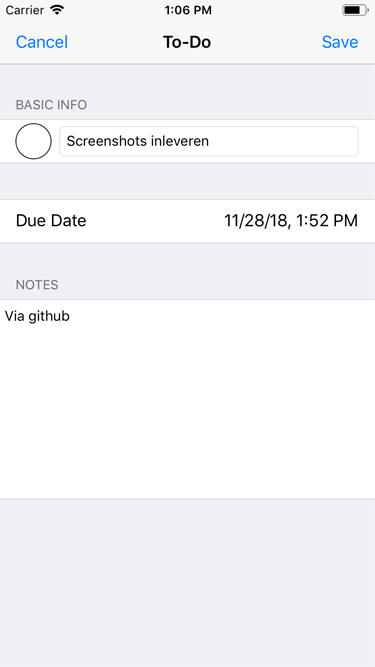 Carrier 1:06 PM
Cancel To-Do Save
BASIC INFO
Screenshots inleveren
Due Date 11/28/18, 1:52 PM
NOTES
Via github